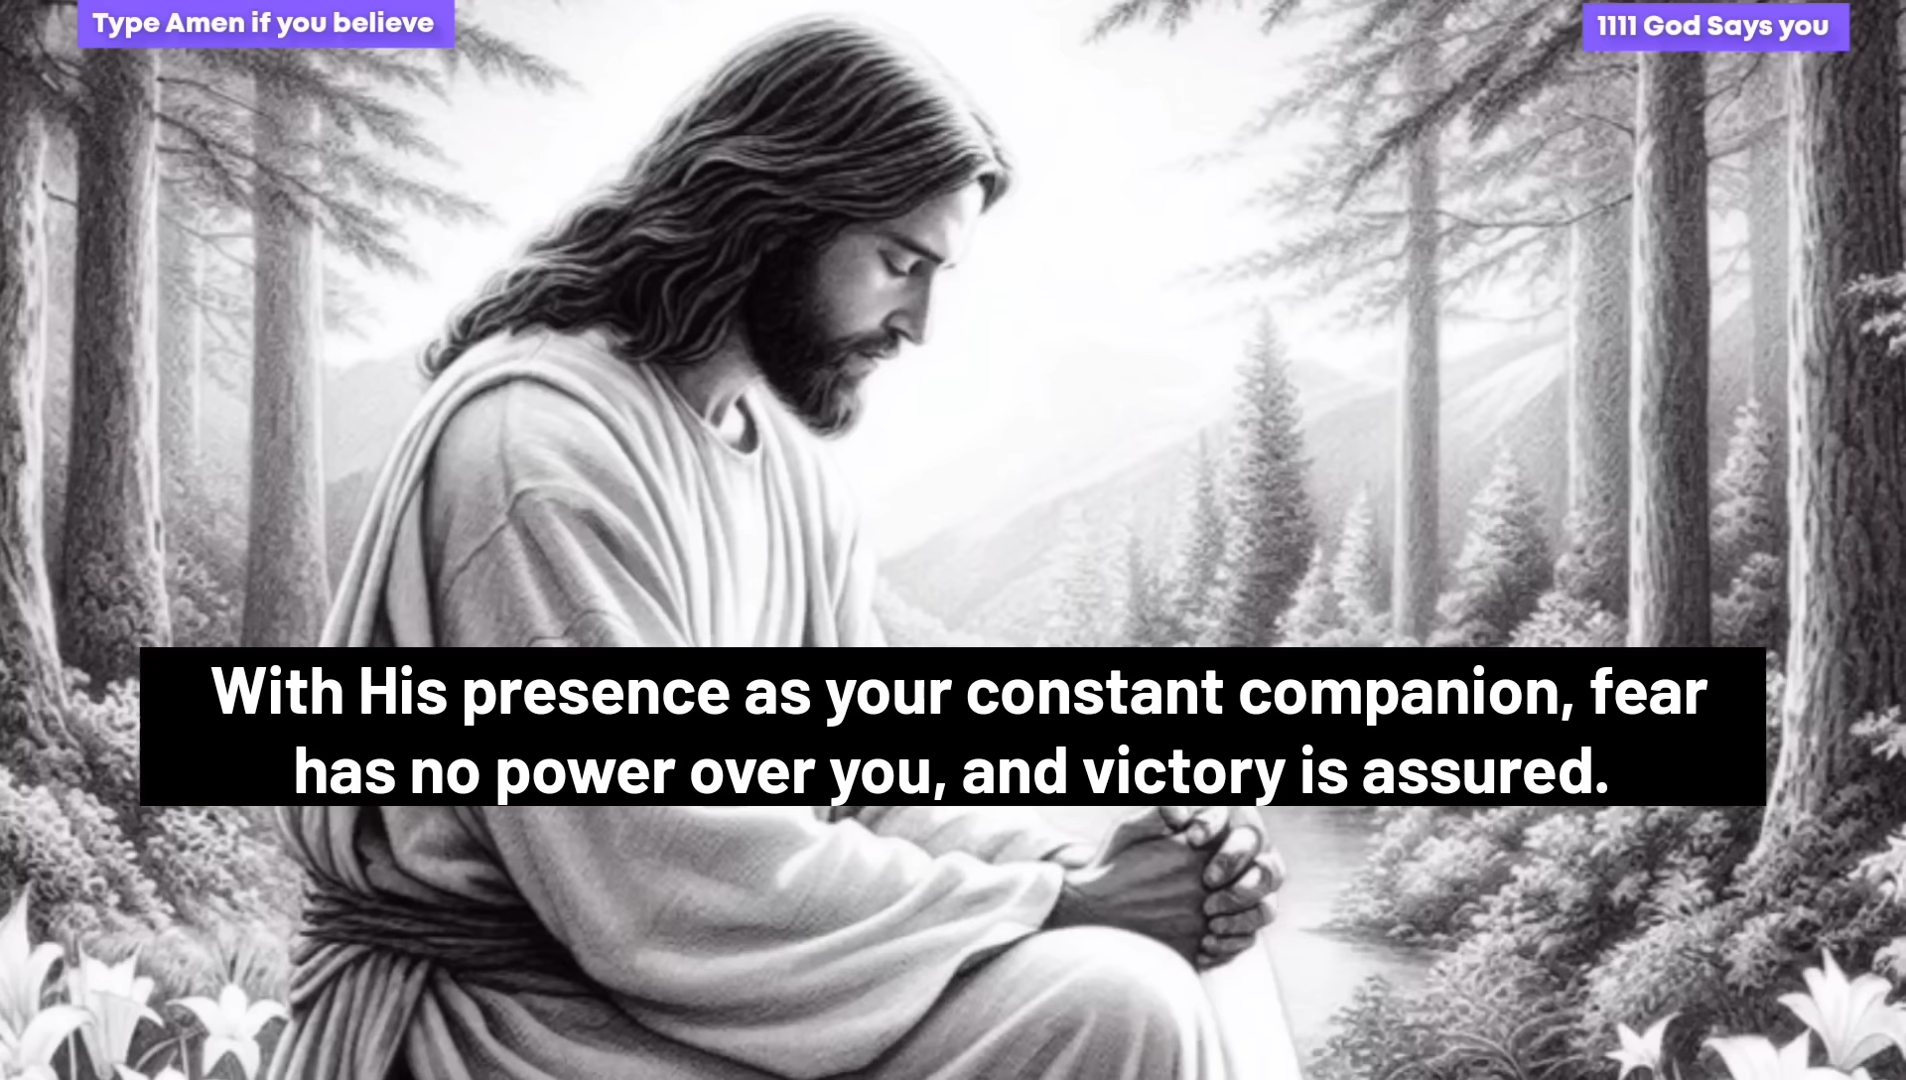 Type Amen if you believe
1111 God Says you
With His presence as your constant companion, fear
has no power over you, and victory is assured.